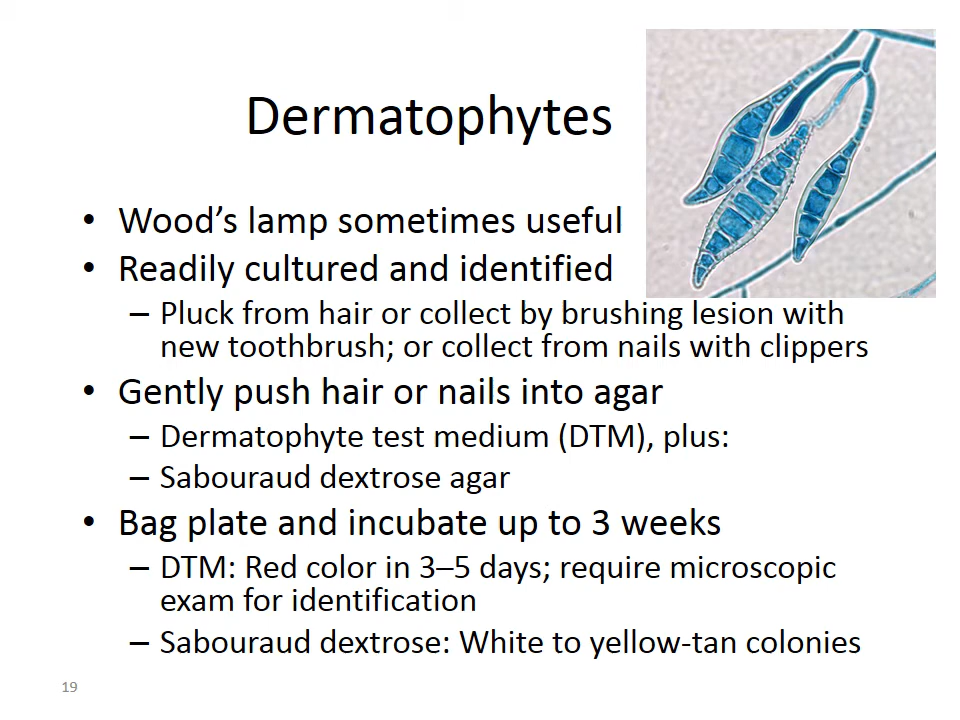 Dermatophytes
• Wood’s lamp sometimes useful
• Readily cultured and identified
– Pluck from hair or collect by brushing lesion with
new toothbrush; or collect from nails with clippers
• Gently push hair or nails into agar
– Dermatophyte test medium (DTM), plus:
– Sabouraud dextrose agar
• Bag plate and incubate up to 3 weeks
– DTM: Red color in 3–5 days; require microscopic
exam for identification
– Sabouraud dextrose: White to yellow-tan colonies
19